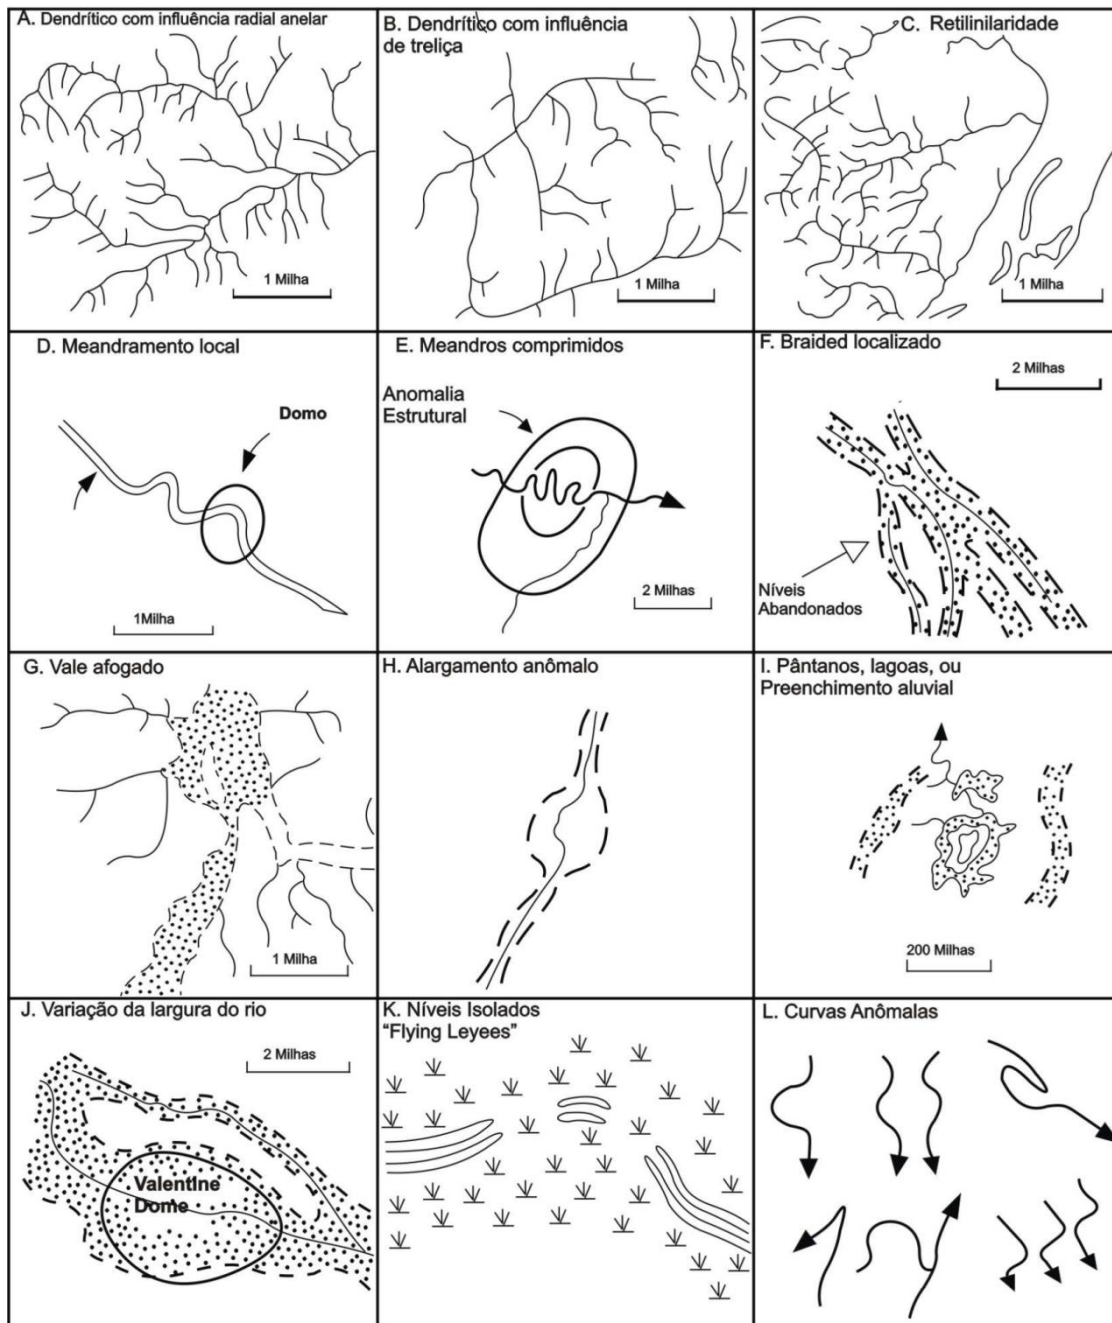 A. Dendrítico com influência radial anelar
1 Milha
B. Dendrítico com influência
de treliça
1 Milha
C. Retilinilaridade
1 Milha
D. Meandramento local
Domo
1Milha
E. Meandros comprimidos
Anomalia
Estrutural
2 Milhas
F. Braided localizado
2 Milhas
Níveis
Abandonados
G. Vale afogado
1 Milha
H. Alargamento anômalo
I. Pântanos, lagoas, ou
Preenchimento aluvial
200 Milhas
J. Variação da largura do rio
2 Milhas
Valentine
Dome
K. Níveis Isolados
“Flying Leyees”
L. Curvas Anômalas